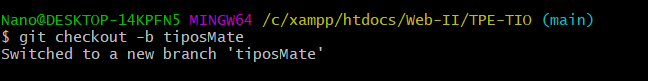 Nano@DESKTOP-14KPFN5 MINGW64 /c/xampp/htdocs/Web-II/TPE-TIO (main)
$ git checkout -b tiposMate
Switched to a new branch 'tiposMate'